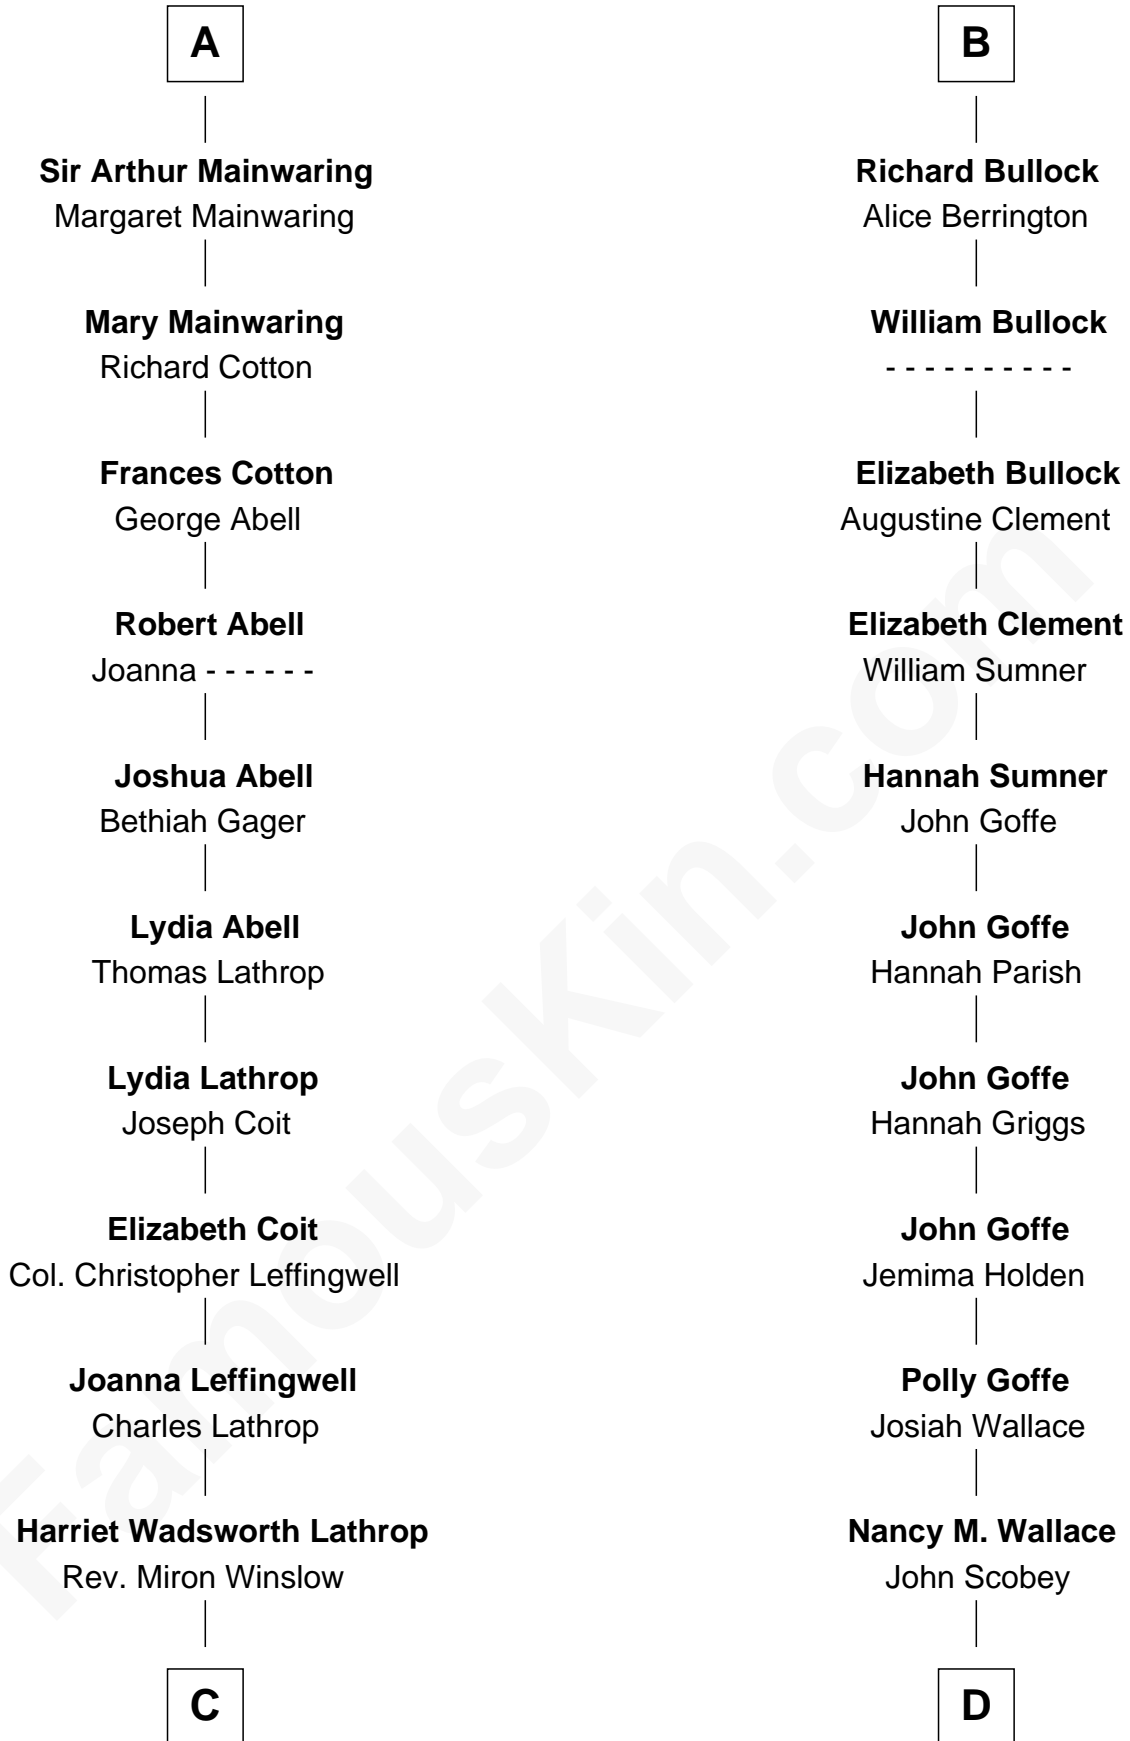 A
Sir Arthur Mainwaring
Margaret Mainwaring
Mary Mainwaring
Richard Cotton
Frances Cotton
George Abell
Robert Abell
Joanna - - - - - -
Joshua Abell
Bethiah Gager
Lydia Abell
Thomas Lathrop
Lydia Lathrop
Joseph Coit
Elizabeth Coit
Col. Christopher Leffingwell
Joanna Leffingwell
Charles Lathrop
Harriet Wadsworth Lathrop
Rev. Miron Winslow
C
B
Richard Bullock
Alice Berrington
William Bullock
- - - - - - - - - -
Elizabeth Bullock
Augustine Clement
Elizabeth Clement
William Sumner
Hannah Sumner
John Goffe
John Goffe
Hannah Parish
John Goffe
Hannah Griggs
John Goffe
Jemima Holden
Polly Goffe
Josiah Wallace
Nancy M. Wallace
John Scobey
D
FamousKin.com